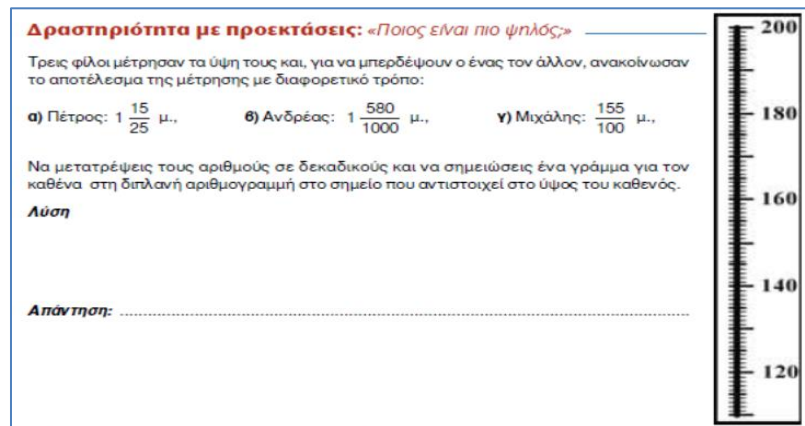 Δραστηριότητα με προεκτάσεις: «Ποιος είναι πιο ψηλός;»
Τρεις φίλοι μέτρησαν τα ύψη τους και, για να μπερδέψουν ο ένας τον άλλον, ανακοίνωσαν
το αποτέλεσμα της μέτρησης με διαφορετικό τρόπο:
α) Πέτρος: 1 15/25 μ., β) Ανδρέας: 1 580/1000 μ., γ) Μιχάλης: 155/100 μ.,
Να μετατρέψεις τους αριθμούς σε δεκαδικούς και να σημειώσεις ένα γράμμα για τον
καθένα στη διπλανή αριθμογραμμή στο σημείο που αντιστοιχεί στο ύψος του καθενός.
Λύση
Απάντηση:
200
180
160
140
120